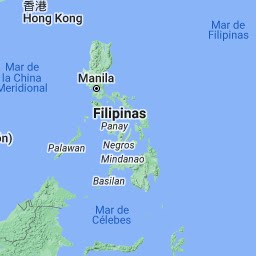 香港
Hong Kong
Mar de
Filipinas
Mar de
la China
Meridional
Manila
Filipinas
Panay
ón)
Negros
Palawan
Mindanao
Basilan
Mar de
Célebes